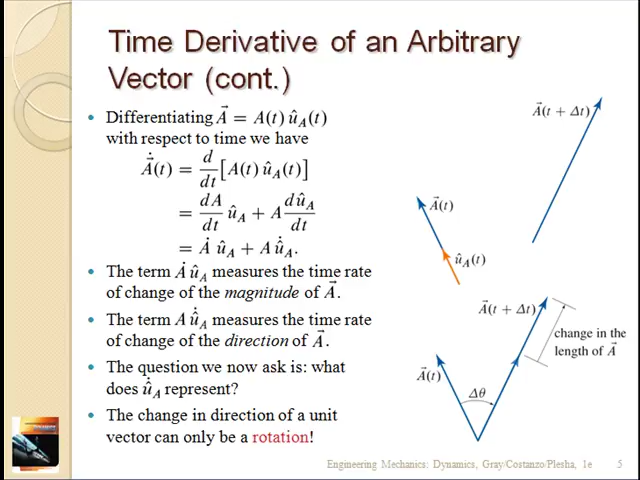 Time Derivative of an Arbitrary
Vector (cont.)
• Differentiating A⃗ = A(t) û_A(t)
with respect to time we have
A⃗̇(t) = d/dt [A(t) û_A(t)]
= dA/dt û_A + A dû_A/dt
= Ȧ û_A + A û̇_A.
• The term Ȧ û_A measures the time rate
of change of the magnitude of A⃗.
• The term A û̇_A measures the time rate
of change of the direction of A⃗.
• The question we now ask is: what
does û̇_A represent?
• The change in direction of a unit
vector can only be a rotation!
A⃗(t + Δt)
A⃗(t)
û_A(t)
A⃗(t + Δt)
change in the
length of A⃗
A⃗(t)
Δθ
Engineering Mechanics: Dynamics, Gray/Costanzo/Plesha, 1e 5